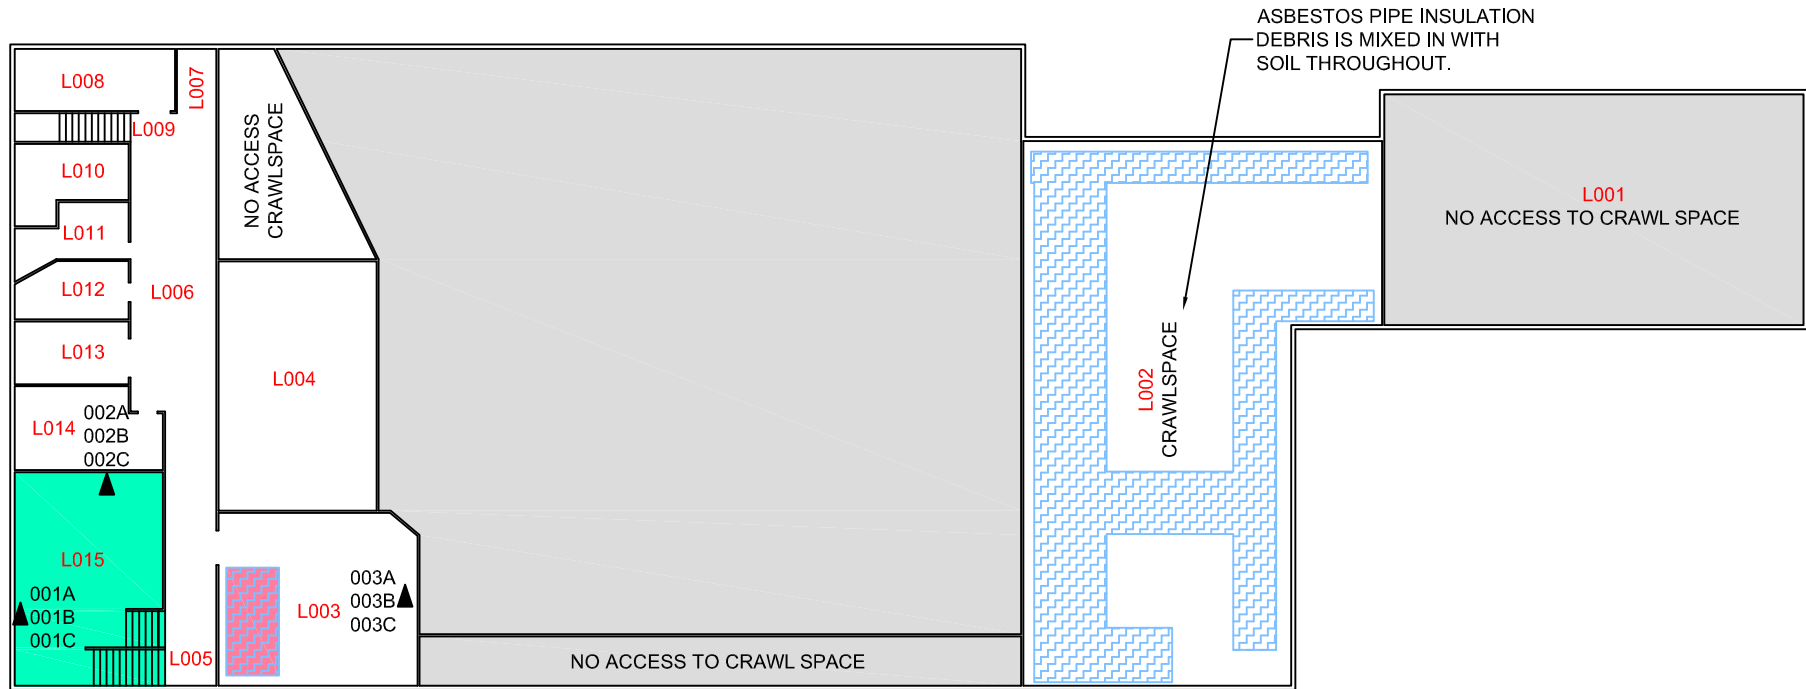 ASBESTOS PIPE INSULATION
DEBRIS IS MIXED IN WITH
SOIL THROUGHOUT.
L008
L007
L009
L010
L011
L012
L006
L013
L014
002A
002B
002C
L015
001A
001B
001C
L005
NO ACCESS
CRAWLSPACE
L004
L003
003A
003B
003C
NO ACCESS TO CRAWL SPACE
L002
CRAWLSPACE
L001
NO ACCESS TO CRAWL SPACE